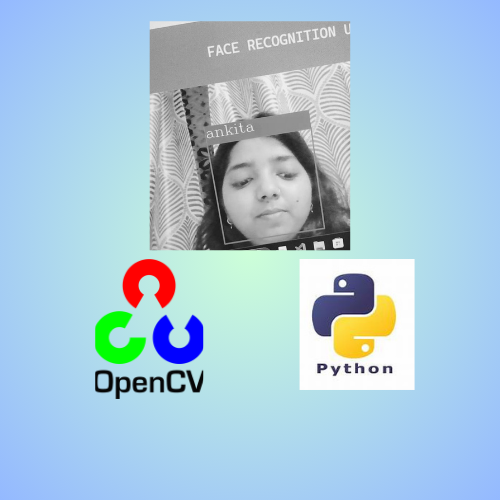 FACE RECOGNITION U
ankita
OpenCV
Python